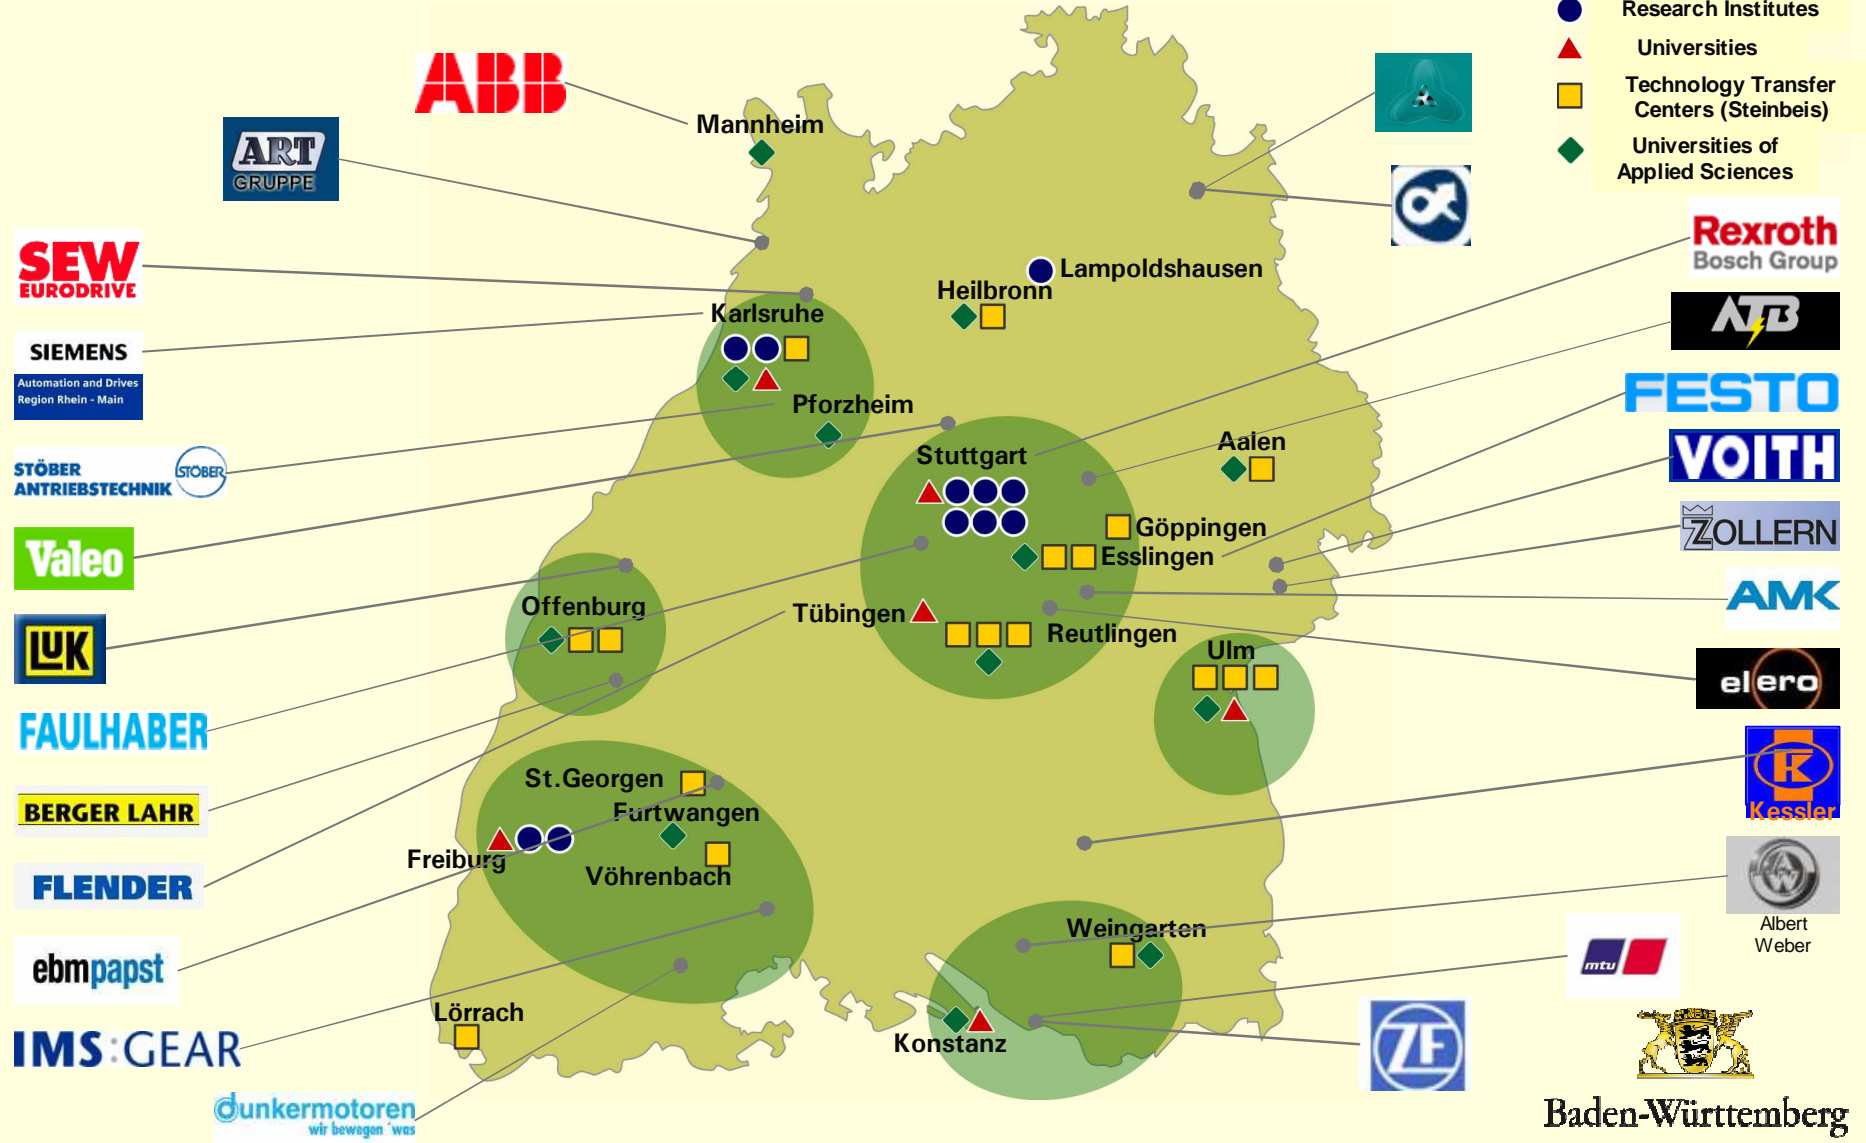 Research Institutes
Universities
Technology Transfer
Centers (Steinbeis)
Universities of
Applied Sciences
ABB
Mannheim
ART
GRUPPE
SEW
EURODRIVE
SIEMENS
Automation and Drives
Region Rhein - Main
STÖBER
ANTRIEBSTECHNIK
STÖBER
Valeo
LUK
FAULHABER
BERGER LAHR
FLENDER
ebmpapst
IMS:GEAR
dunkermotoren
wir bewegen 'was
Lampoldshausen
Heilbronn
Karlsruhe
Pforzheim
Stuttgart
Aalen
Göppingen
Esslingen
Tübingen
Reutlingen
Offenburg
Ulm
St.Georgen
Furtwangen
Freiburg
Vöhrenbach
Weingarten
Lörrach
Konstanz
Rexroth
Bosch Group
ATB
FESTO
VOITH
ZOLLERN
AMK
elero
K
Kessler
AW
Albert
Weber
mtu
ZF
Baden-Württemberg